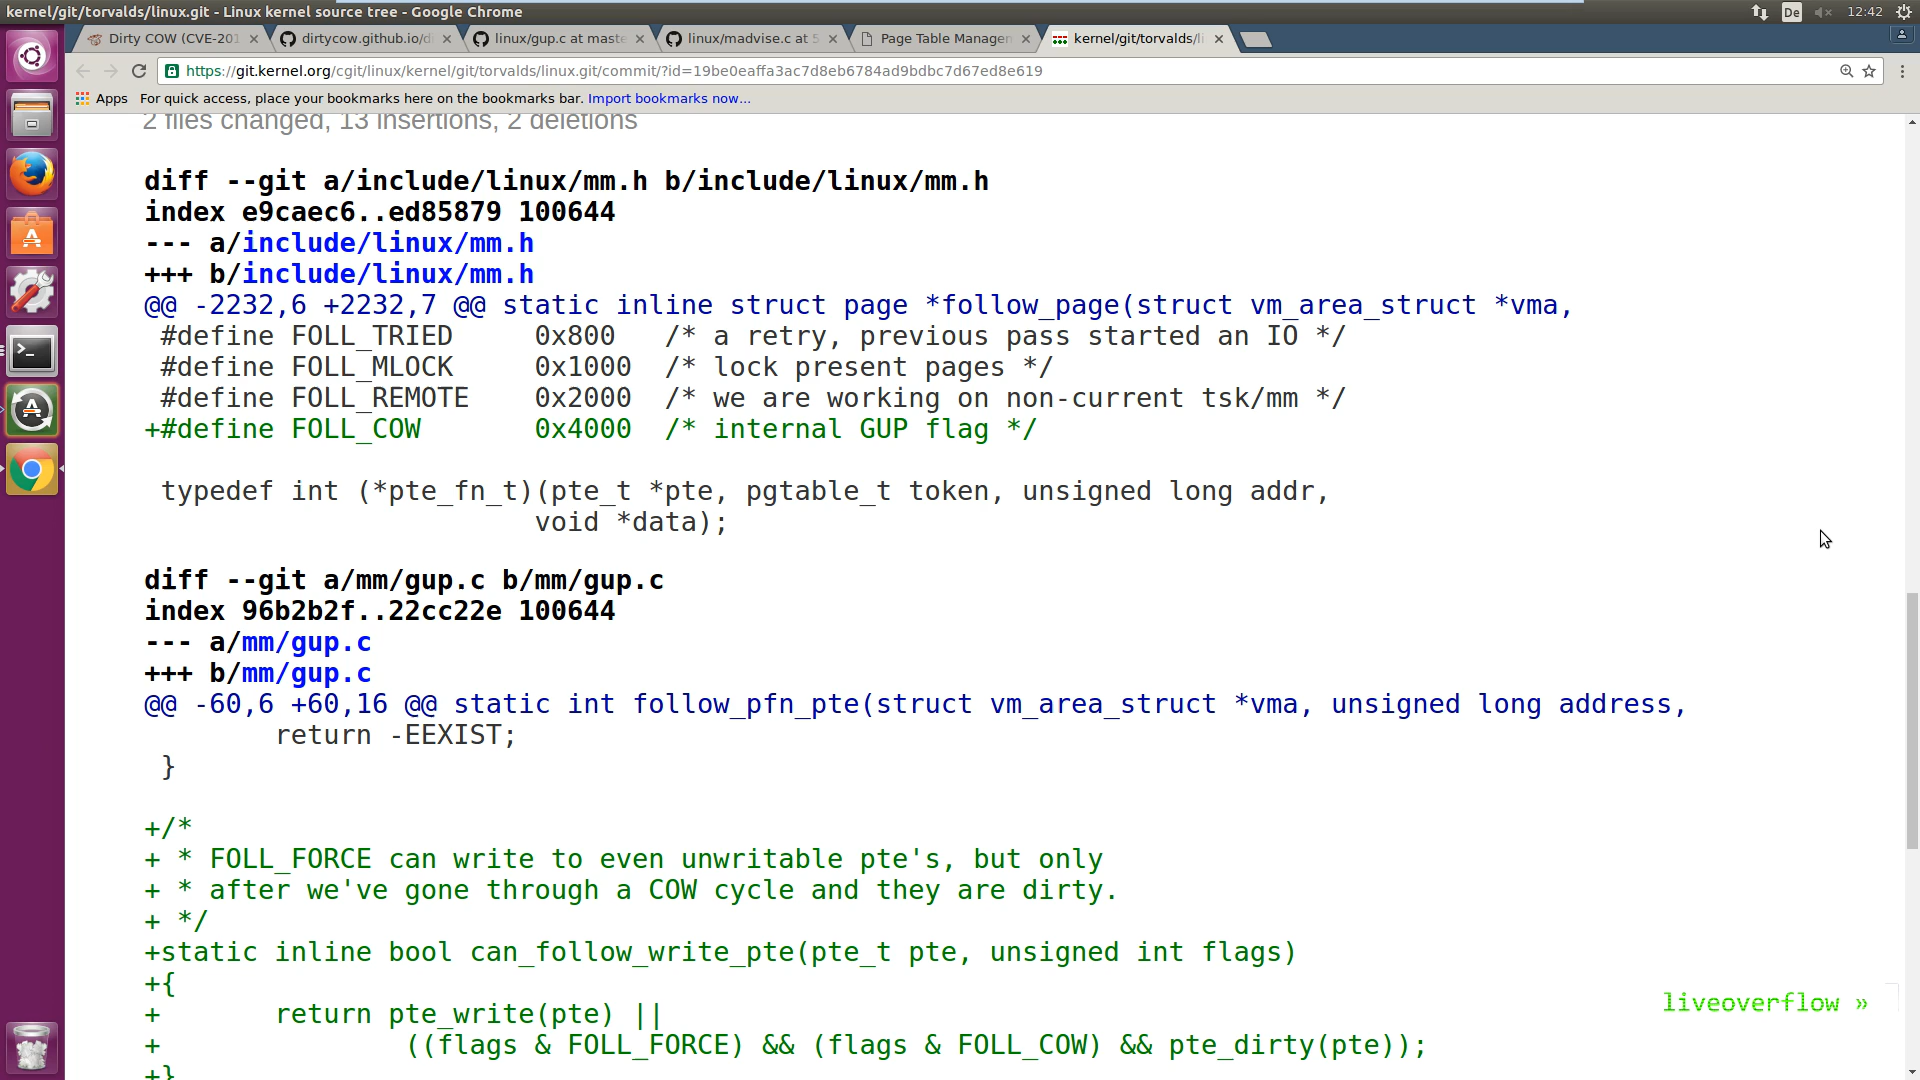 kernel/git/torvalds/linux.git - Linux kernel source tree - Google Chrome
De
12:42
Dirty COW (CVE-201
dirtycow.github.io/di
linux/gup.c at maste
linux/madvise.c at 5
Page Table Managem
kernel/git/torvalds/li
https://git.kernel.org/cgit/linux/kernel/git/torvalds/linux.git/commit/?id=19be0eaffa3ac7d8eb6784ad9bdbc7d67ed8e619
Apps For quick access, place your bookmarks here on the bookmarks bar. Import bookmarks now...
2 files changed, 13 insertions, 2 deletions
diff --git a/include/linux/mm.h b/include/linux/mm.h
index e9caec6..ed85879 100644
--- a/include/linux/mm.h
+++ b/include/linux/mm.h
@@ -2232,6 +2232,7 @@ static inline struct page *follow_page(struct vm_area_struct *vma,
 #define FOLL_TRIED     0x800   /* a retry, previous pass started an IO */
 #define FOLL_MLOCK     0x1000  /* lock present pages */
 #define FOLL_REMOTE    0x2000  /* we are working on non-current tsk/mm */
+#define FOLL_COW       0x4000  /* internal GUP flag */
 typedef int (*pte_fn_t)(pte_t *pte, pgtable_t token, unsigned long addr,
                        void *data);
diff --git a/mm/gup.c b/mm/gup.c
index 96b2b2f..22cc22e 100644
--- a/mm/gup.c
+++ b/mm/gup.c
@@ -60,6 +60,16 @@ static int follow_pfn_pte(struct vm_area_struct *vma, unsigned long address,
        return -EEXIST;
 }
+/*
+ * FOLL_FORCE can write to even unwritable pte's, but only
+ * after we've gone through a COW cycle and they are dirty.
+ */
+static inline bool can_follow_write_pte(pte_t pte, unsigned int flags)
+{
+       return pte_write(pte) ||
+               ((flags & FOLL_FORCE) && (flags & FOLL_COW) && pte_dirty(pte));
+}
liveoverflow »